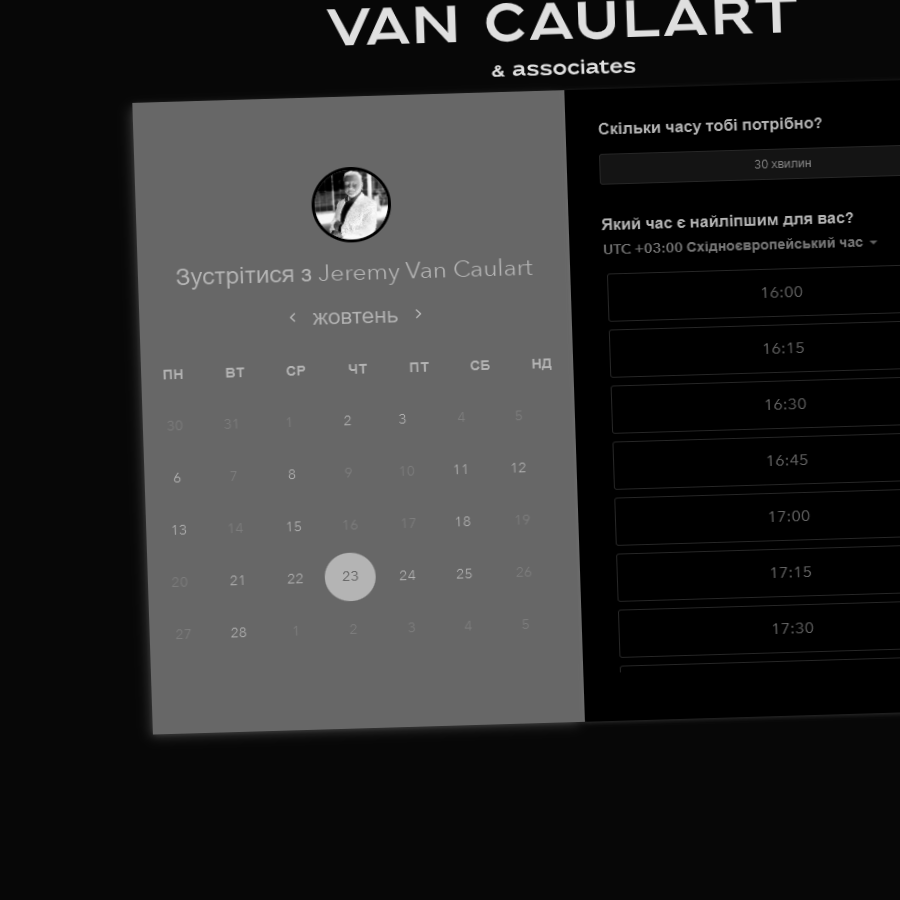 VAN CAULART
& associates
Зустрітися з Jeremy Van Caulart
жовтень
ПН ВТ СР ЧТ ПТ СБ НД
30 31 1 2 3 4 5
6 7 8 9 10 11 12
13 14 15 16 17 18 19
20 21 22 23 24 25 26
27 28 1 2 3 4 5
Скільки часу тобі потрібно?
30 хвилин
Який час є найліпшим для вас?
UTC +03:00 Східноєвропейський час
16:00
16:15
16:30
16:45
17:00
17:15
17:30